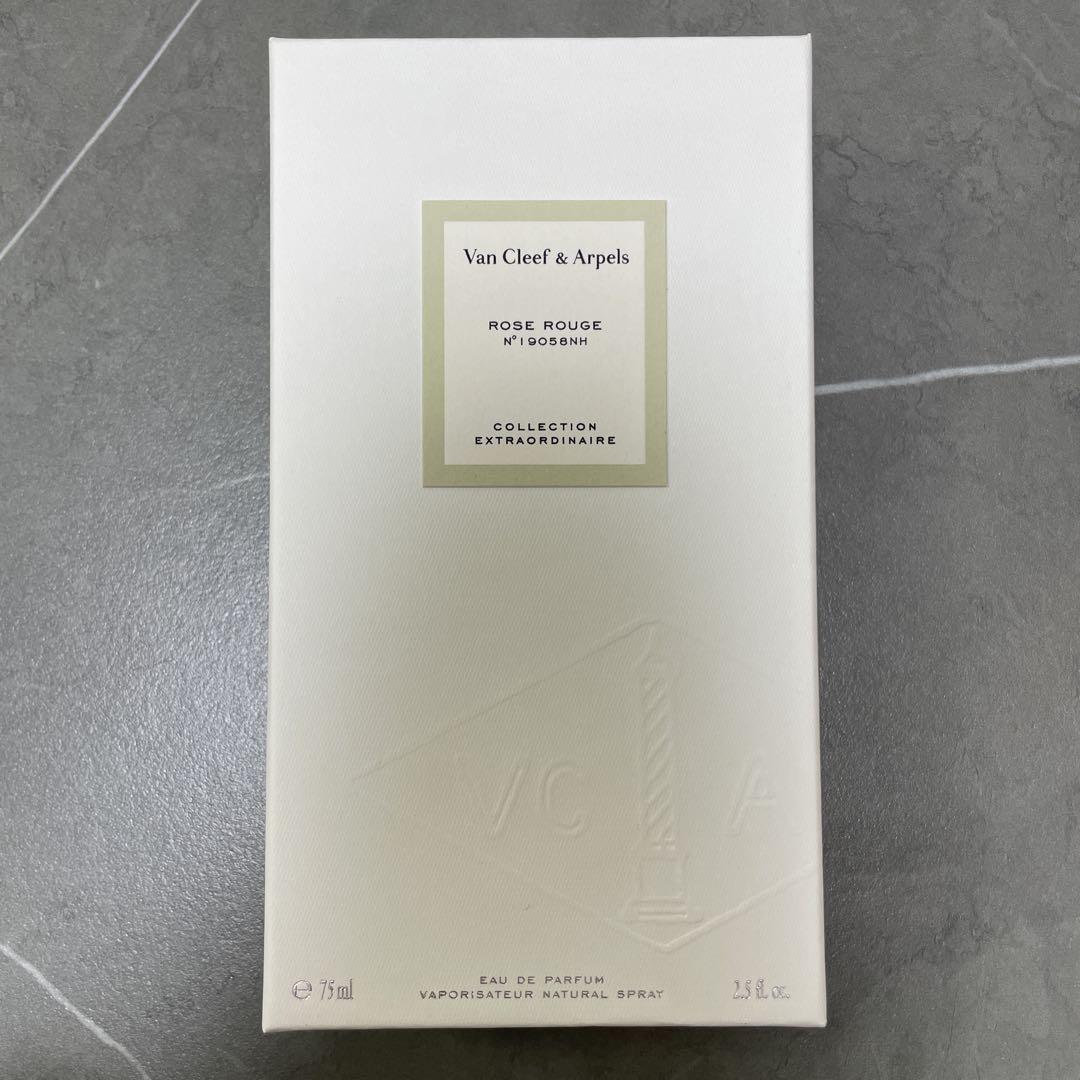 Van Cleef & Arpels
ROSE ROUGE
N°19058NH
COLLECTION
EXTRAORDINAIRE
VC A
℮ 75 ml
EAU DE PARFUM
VAPORISATEUR NATURAL SPRAY
2.5 fl. oz.